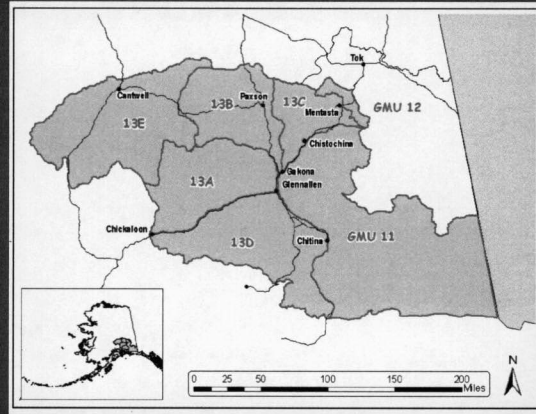 Tok
Cantwell
Paxson
13B
13C
Mentasta
GMU 12
13E
Chistochina
Gakona
Glennallen
13A
Chickaloon
13D
Chitina
GMU 11
N
0 25 50 100 150 200
Miles